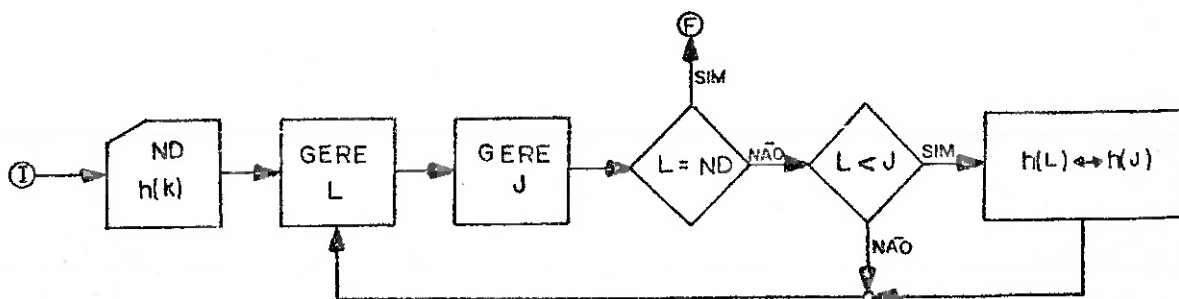 I
ND
h(k)
GERE
L
GERE
J
L = ND
SIM
F
NÃO
L < J
SIM
h(L) ↔ h(J)
NÃO